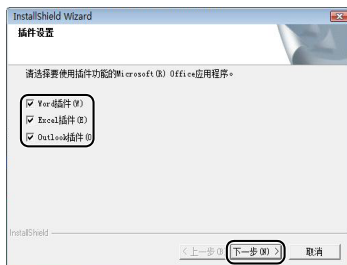 InstallShield Wizard
插件设置
请选择要使用插件功能的Microsoft(R) Office应用程序。
Word插件(W)
Excel插件(E)
Outlook插件(O
InstallShield
< 上一步(B)
下一步(N) >
取消